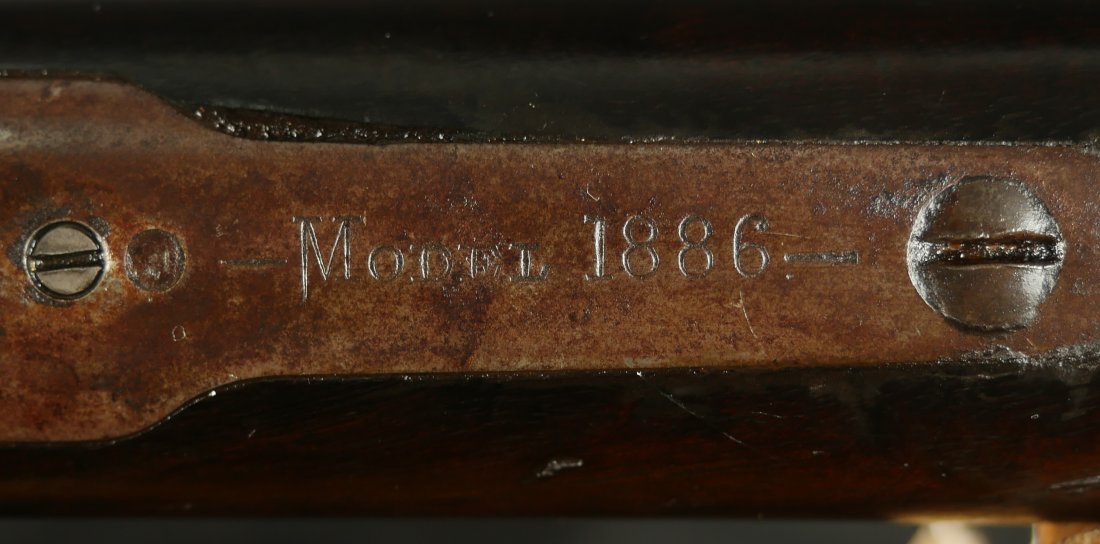 — MODEL 1886 —